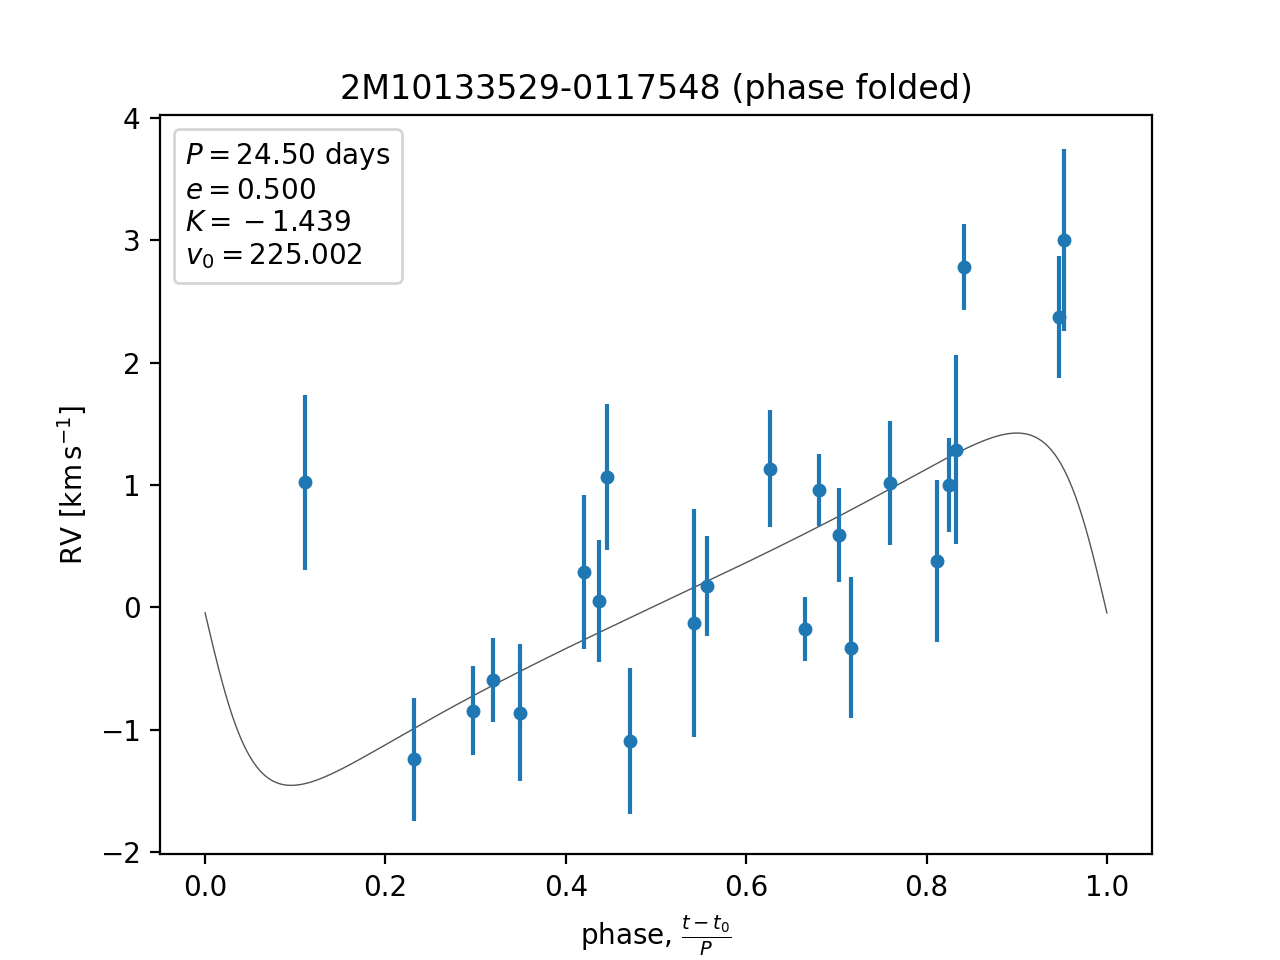 2M10133529-0117548 (phase folded)
P = 24.50 days
e = 0.500
K = −1.439
v₀ = 225.002
4
3
2
1
0
−1
−2
RV [km s⁻¹]
0.0 0.2 0.4 0.6 0.8 1.0
phase, (t − t₀)/P